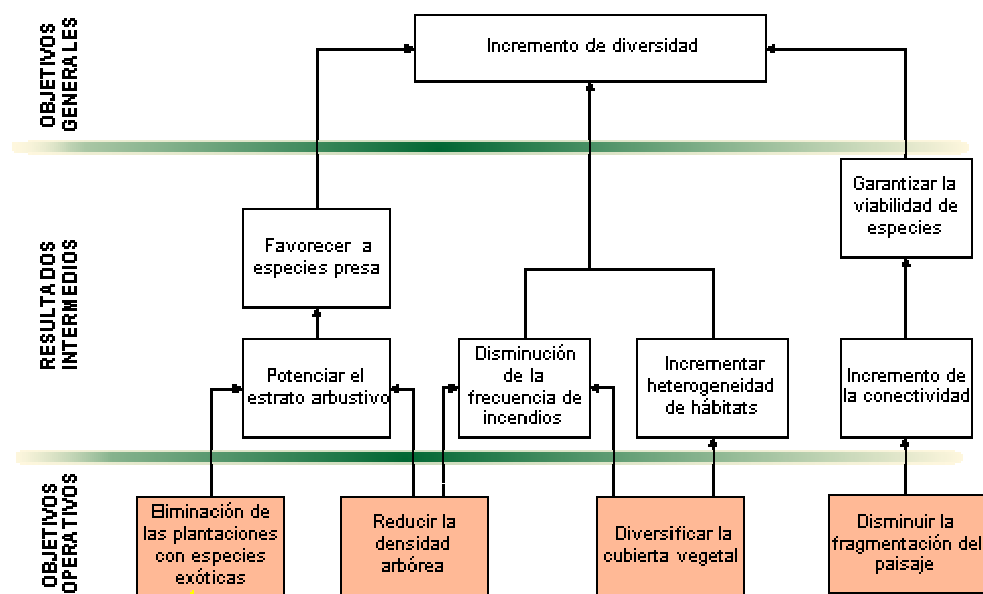 OBJETIVOS
GENERALES
Incremento de diversidad
RESULTADOS
INTERMEDIOS
Garantizar la
viabilidad de
especies
Favorecer a
especies presa
Potenciar el
estrato arbustivo
Disminución
de la
frecuencia de
incendios
Incrementar
heterogeneidad
de hábitats
Incremento de
la conectividad
OBJETIVOS
OPERATIVOS
Eliminación de
las plantaciones
con especies
exóticas
Reducir la
densidad
arbórea
Diversificar la
cubierta vegetal
Disminuir la
fragmentación del
paisaje